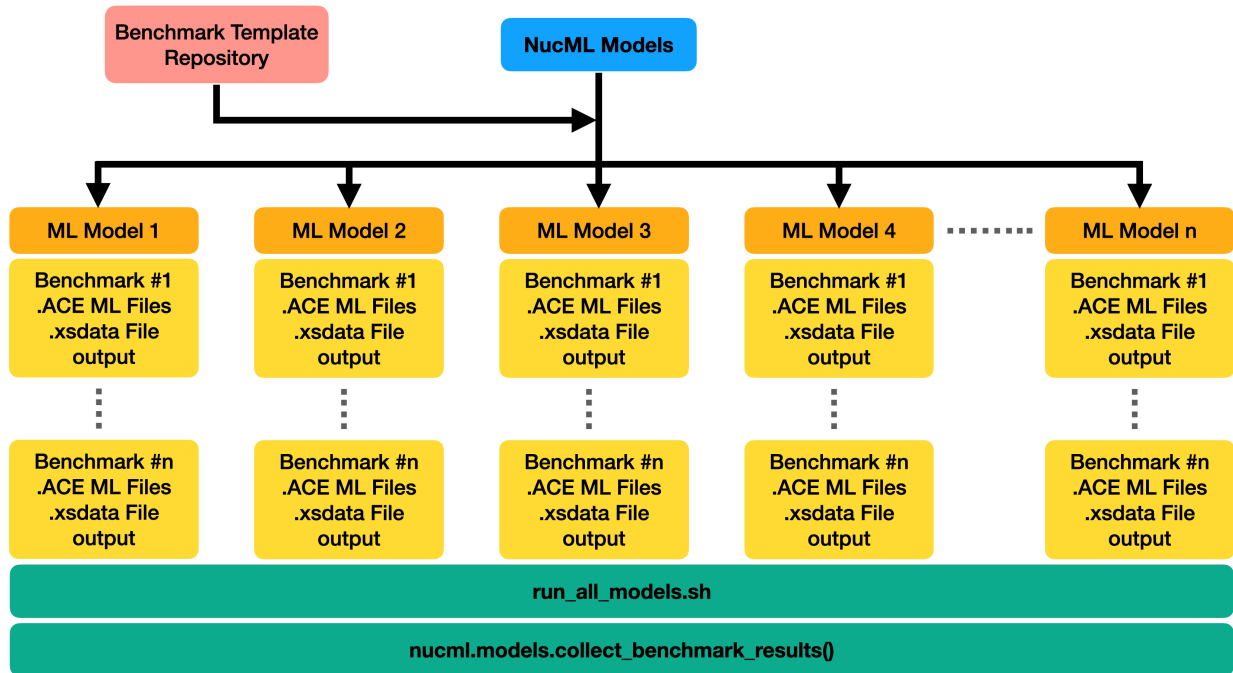 Benchmark Template
Repository
NucML Models
ML Model 1
ML Model 2
ML Model 3
ML Model 4
ML Model n
Benchmark #1
.ACE ML Files
.xsdata File
output
Benchmark #1
.ACE ML Files
.xsdata File
output
Benchmark #1
.ACE ML Files
.xsdata File
output
Benchmark #1
.ACE ML Files
.xsdata File
output
Benchmark #1
.ACE ML Files
.xsdata File
output
Benchmark #n
.ACE ML Files
.xsdata File
output
Benchmark #n
.ACE ML Files
.xsdata File
output
Benchmark #n
.ACE ML Files
.xsdata File
output
Benchmark #n
.ACE ML Files
.xsdata File
output
Benchmark #n
.ACE ML Files
.xsdata File
output
run_all_models.sh
nucml.models.collect_benchmark_results()